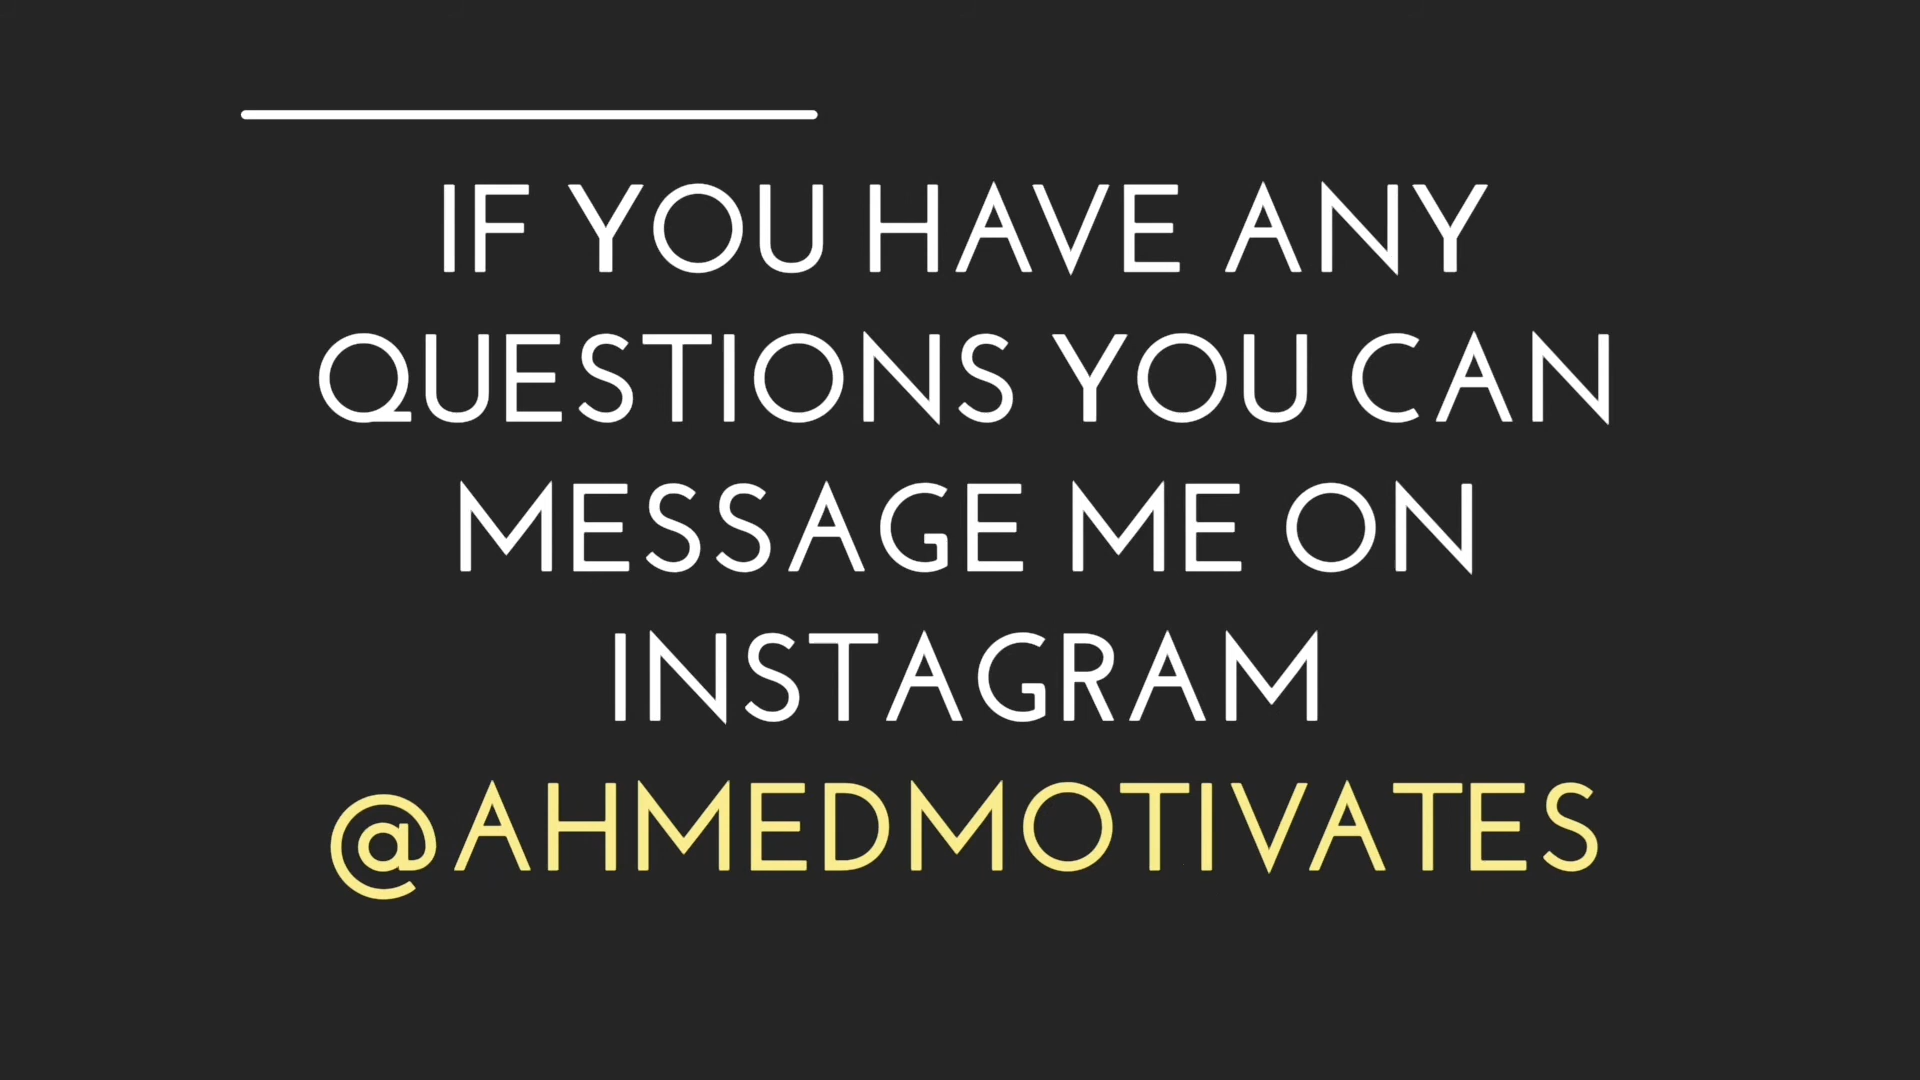 IF YOU HAVE ANY
QUESTIONS YOU CAN
MESSAGE ME ON
INSTAGRAM
@AHMEDMOTIVATES